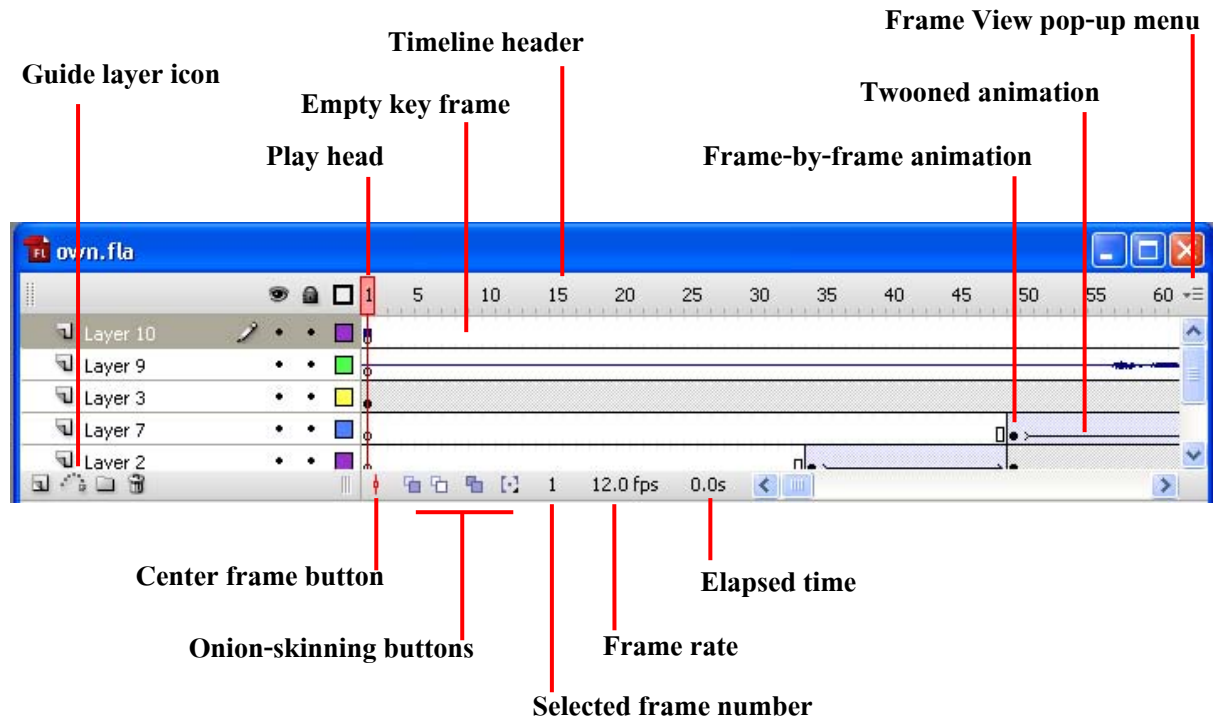 Frame View pop-up menu
Timeline header
Guide layer icon
Twooned animation
Empty key frame
Play head
Frame-by-frame animation
FL own.fla
1 5 10 15 20 25 30 35 40 45 50 55 60
Layer 10
Layer 9
Layer 3
Layer 7
Layer 2
1 12.0 fps 0.0s
Center frame button
Elapsed time
Onion-skinning buttons
Frame rate
Selected frame number